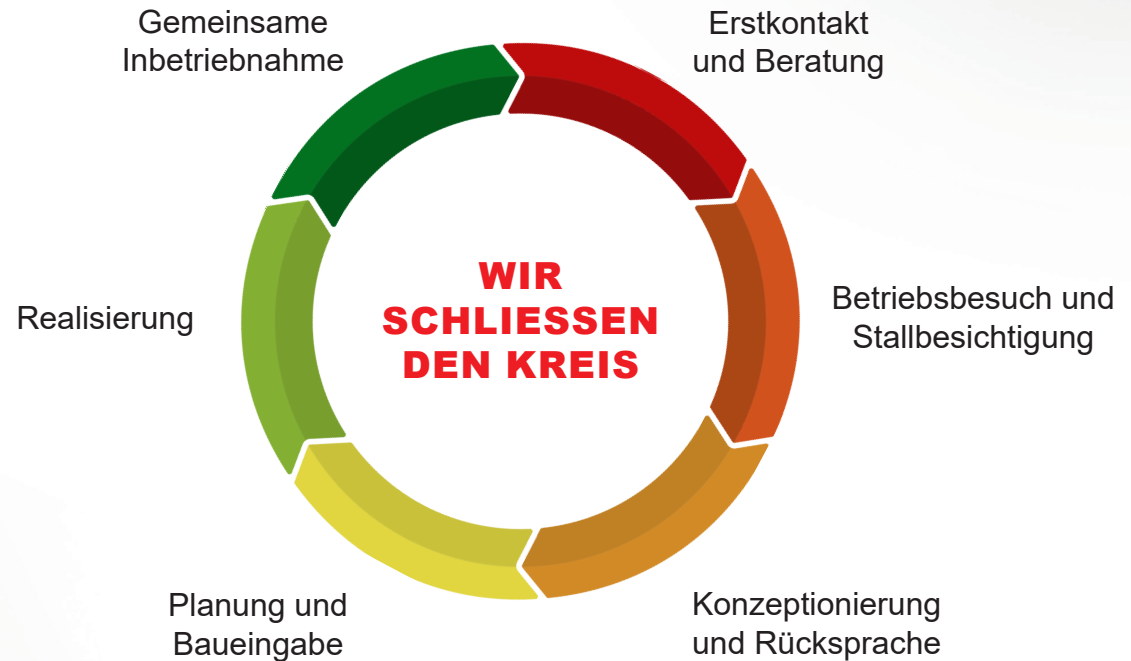 Gemeinsame
Inbetriebnahme
Erstkontakt
und Beratung
WIR
SCHLIESSEN
DEN KREIS
Realisierung
Betriebsbesuch und
Stallbesichtigung
Planung und
Baueingabe
Konzeptionierung
und Rücksprache